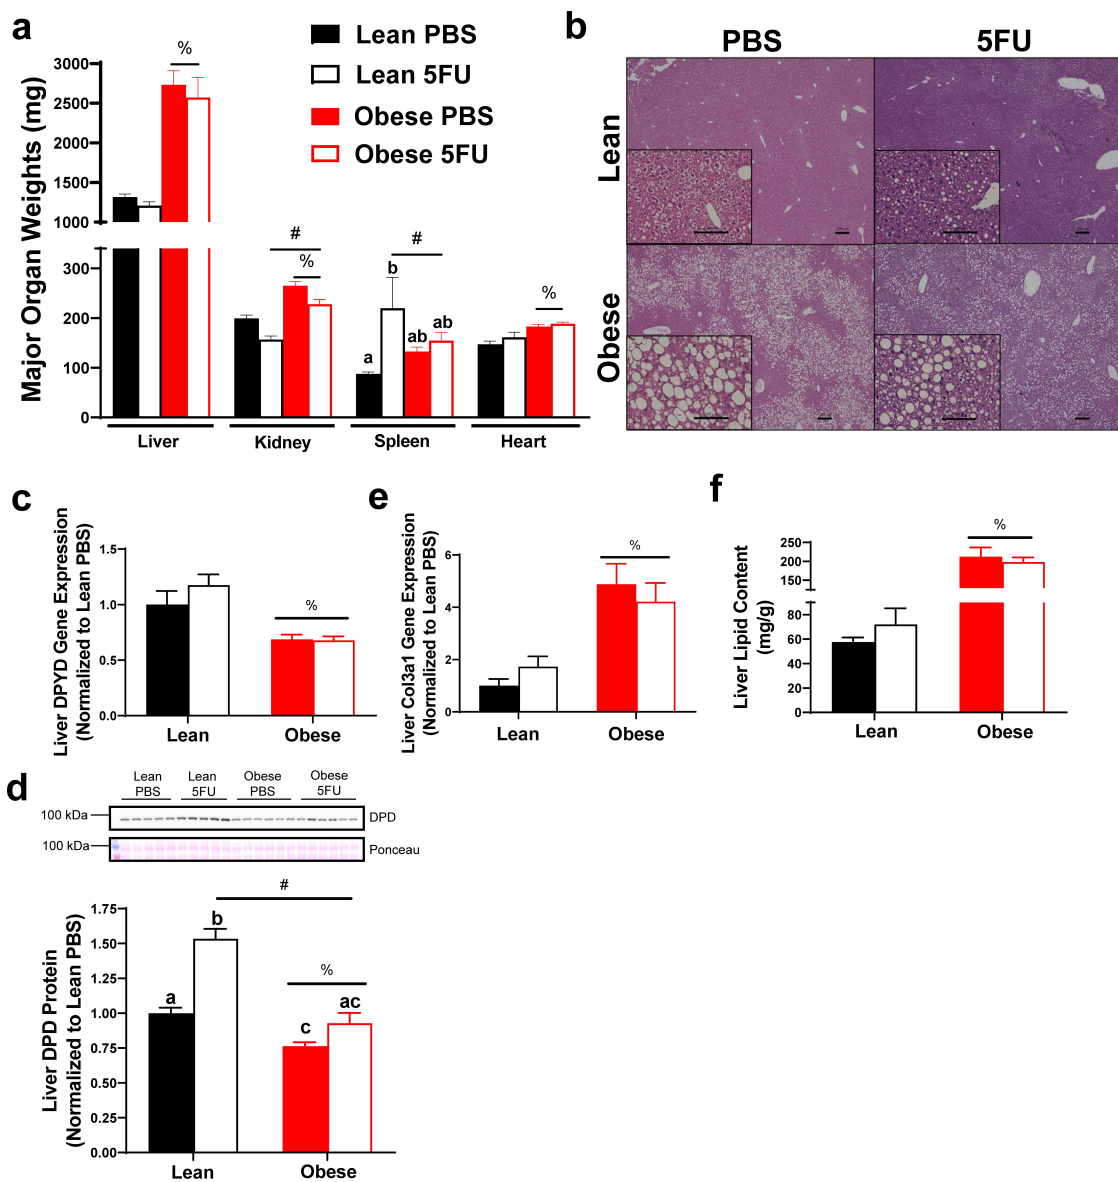 a
Lean PBS
Lean 5FU
Obese PBS
Obese 5FU
Major Organ Weights (mg)
3000
2500
2000
1500
1000
300
200
100
0
%
#
%
#
b
a
ab
ab
%
Liver
Kidney
Spleen
Heart
b
PBS
5FU
Lean
Obese
c
Liver DPYD Gene Expression
(Normalized to Lean PBS)
1.5
1.0
0.5
0.0
%
Lean
Obese
e
Liver Col3a1 Gene Expression
(Normalized to Lean PBS)
6
4
2
0
%
Lean
Obese
f
Liver Lipid Content
(mg/g)
250
200
150
80
60
40
20
0
%
Lean
Obese
d
Lean
PBS
Lean
5FU
Obese
PBS
Obese
5FU
100 kDa
DPD
100 kDa
Ponceau
Liver DPD Protein
(Normalized to Lean PBS)
1.75
1.50
1.25
1.00
0.75
0.50
0.25
0.00
#
b
a
%
c
ac
Lean
Obese